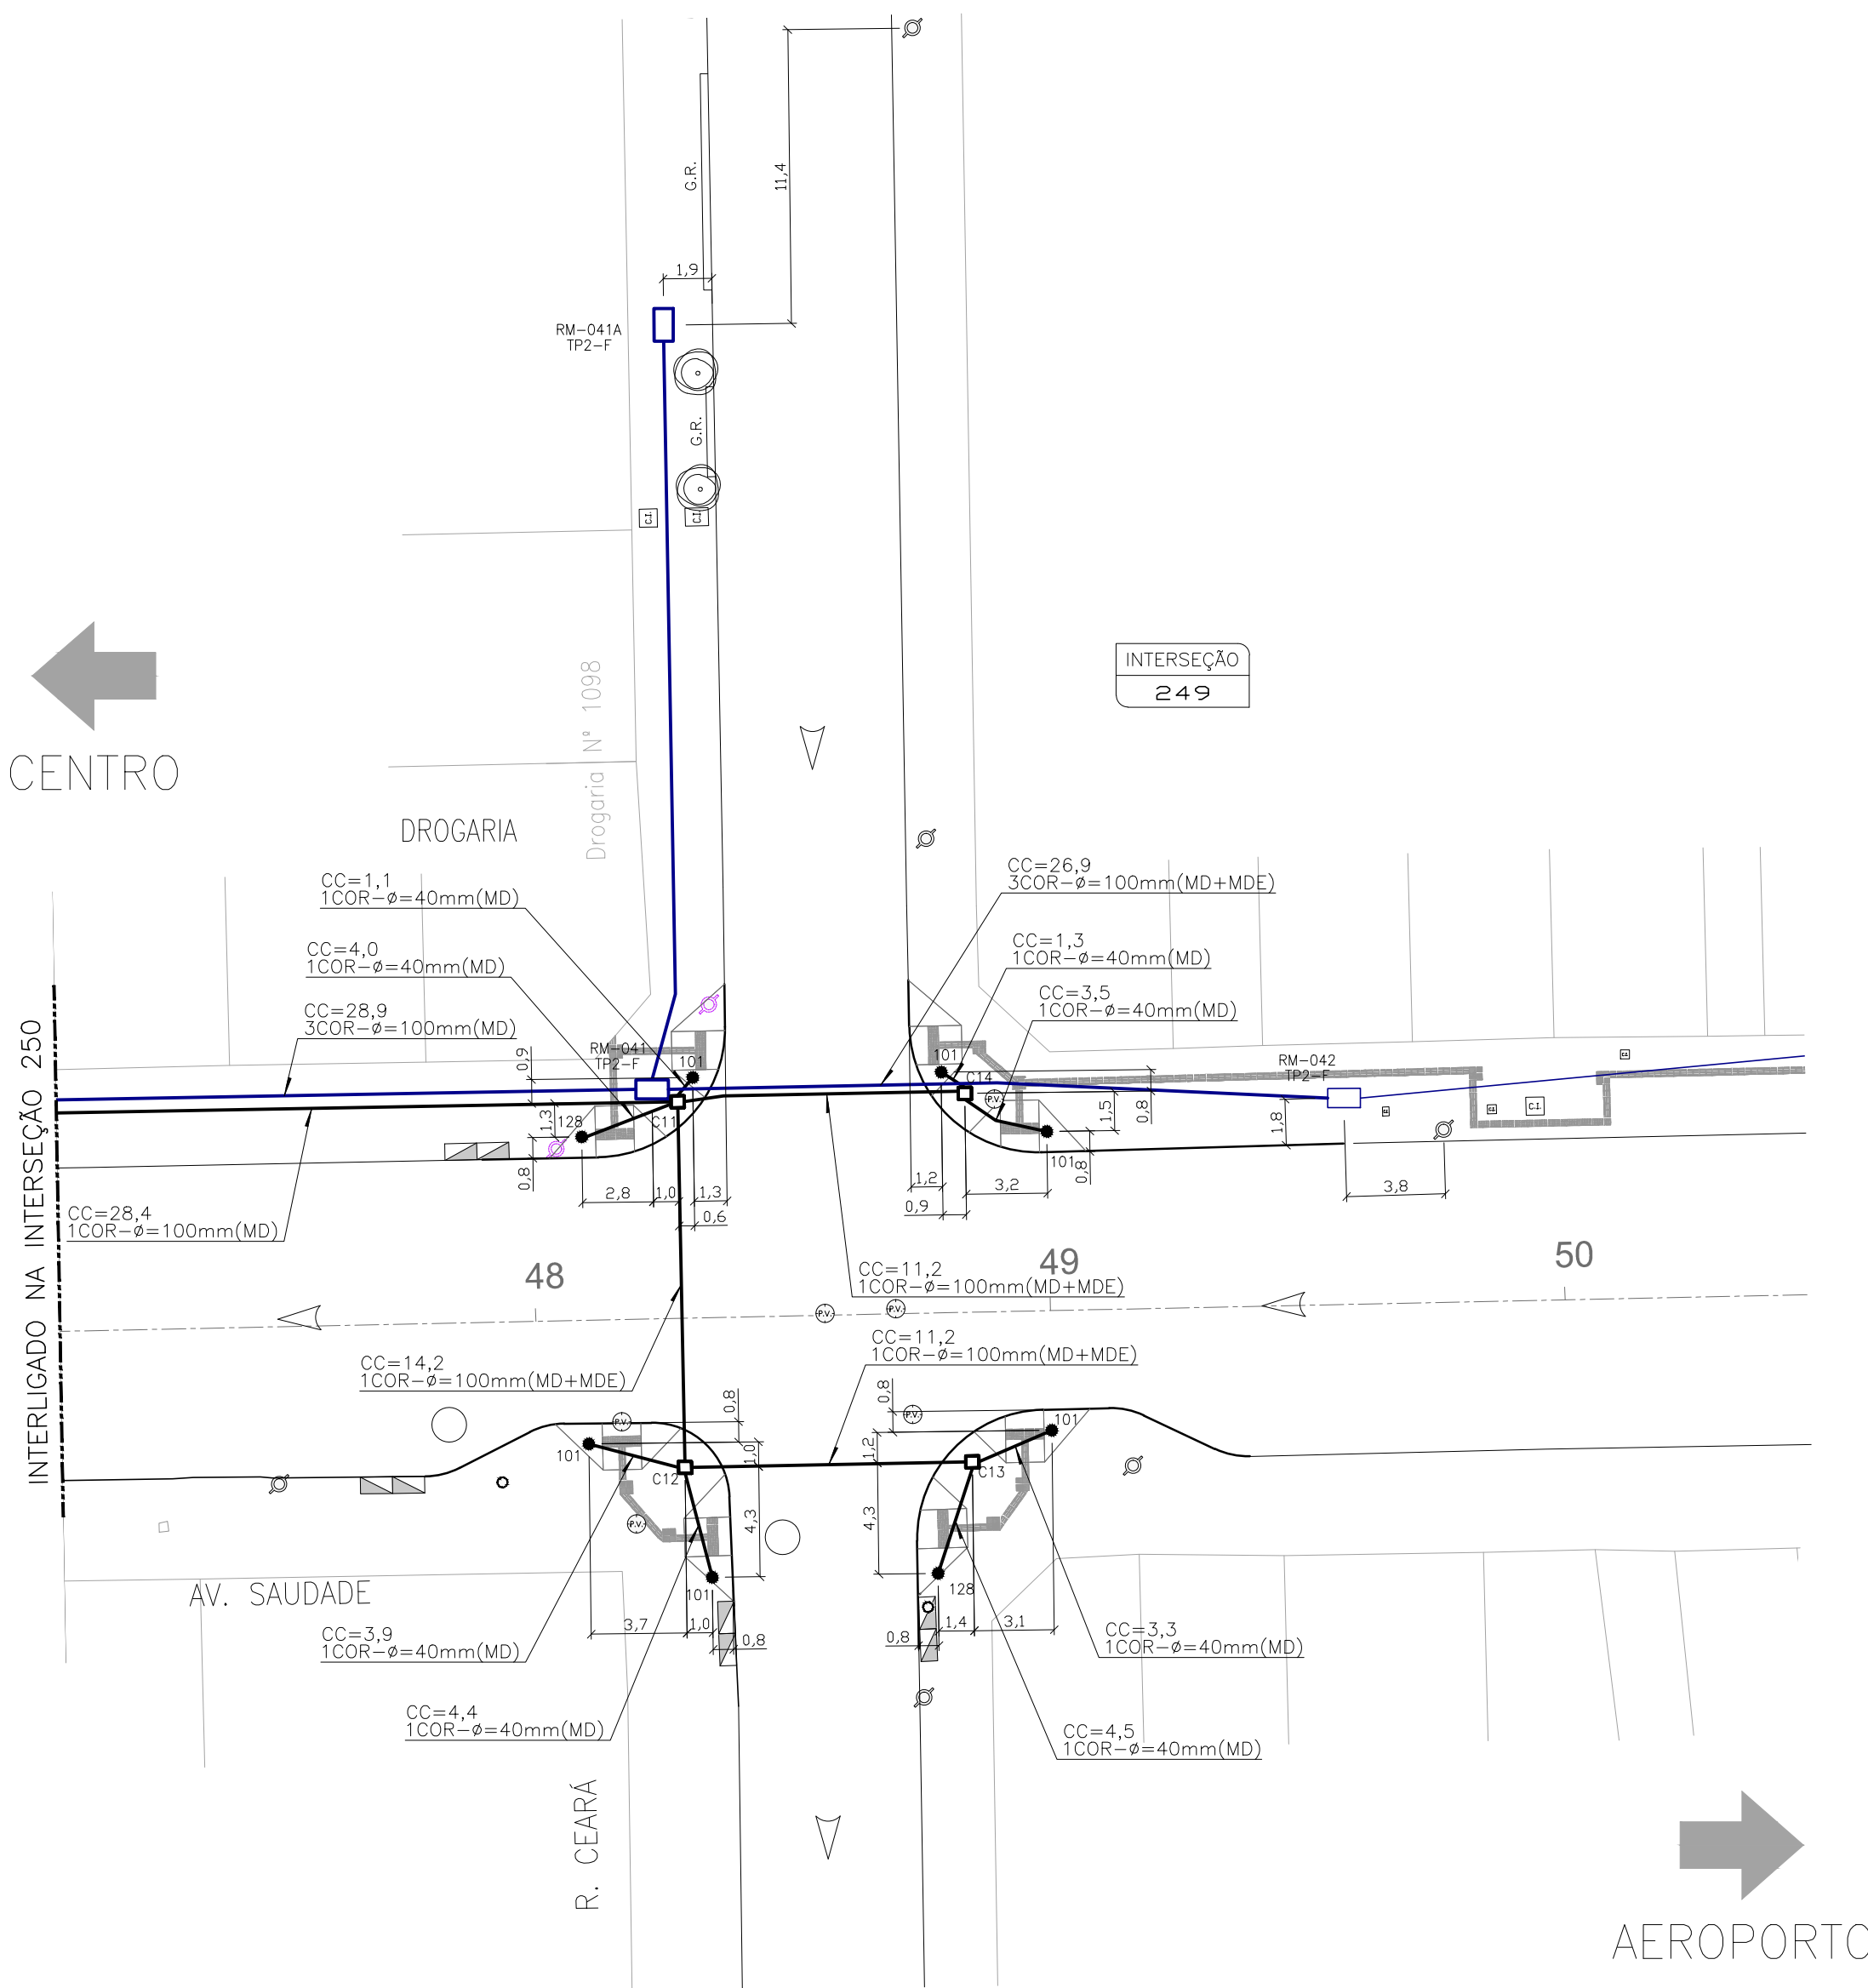 11,4
G.R.
1,9
RM-041A
TP2-F
G.R.
C.I.
C.I.
INTERSEÇÃO
249
CENTRO
Drogaria Nº 1098
DROGARIA
CC=1,1
1COR-ø=40mm(MD)
CC=26,9
3COR-ø=100mm(MD+MDE)
CC=4,0
1COR-ø=40mm(MD)
CC=1,3
1COR-ø=40mm(MD)
CC=28,9
3COR-ø=100mm(MD)
CC=3,5
1COR-ø=40mm(MD)
INTERLIGADO NA INTERSEÇÃO 250
0,9
RM-041
TP2-F
101
101
C14
RM-042
TP2-F
C.I.
P.V.
1,5
0,8
1,8
C.I.
C.I.
C.I.
1,3
128
C11
0,8
101
0,8
2,8
1,0
1,3
0,6
1,2
0,9
3,2
3,8
CC=28,4
1COR-ø=100mm(MD)
48
49
50
CC=11,2
1COR-ø=100mm(MD+MDE)
P.V.
P.V.
CC=11,2
1COR-ø=100mm(MD+MDE)
CC=14,2
1COR-ø=100mm(MD+MDE)
0,8
0,8
P.V.
P.V.
101
101
1,0
1,2
C12
C13
4,3
4,3
P.V.
101
128
AV. SAUDADE
3,7
1,0
0,8
0,8
1,4
3,1
CC=3,9
1COR-ø=40mm(MD)
CC=3,3
1COR-ø=40mm(MD)
CC=4,4
1COR-ø=40mm(MD)
CC=4,5
1COR-ø=40mm(MD)
R. CEARÁ
AEROPORTO